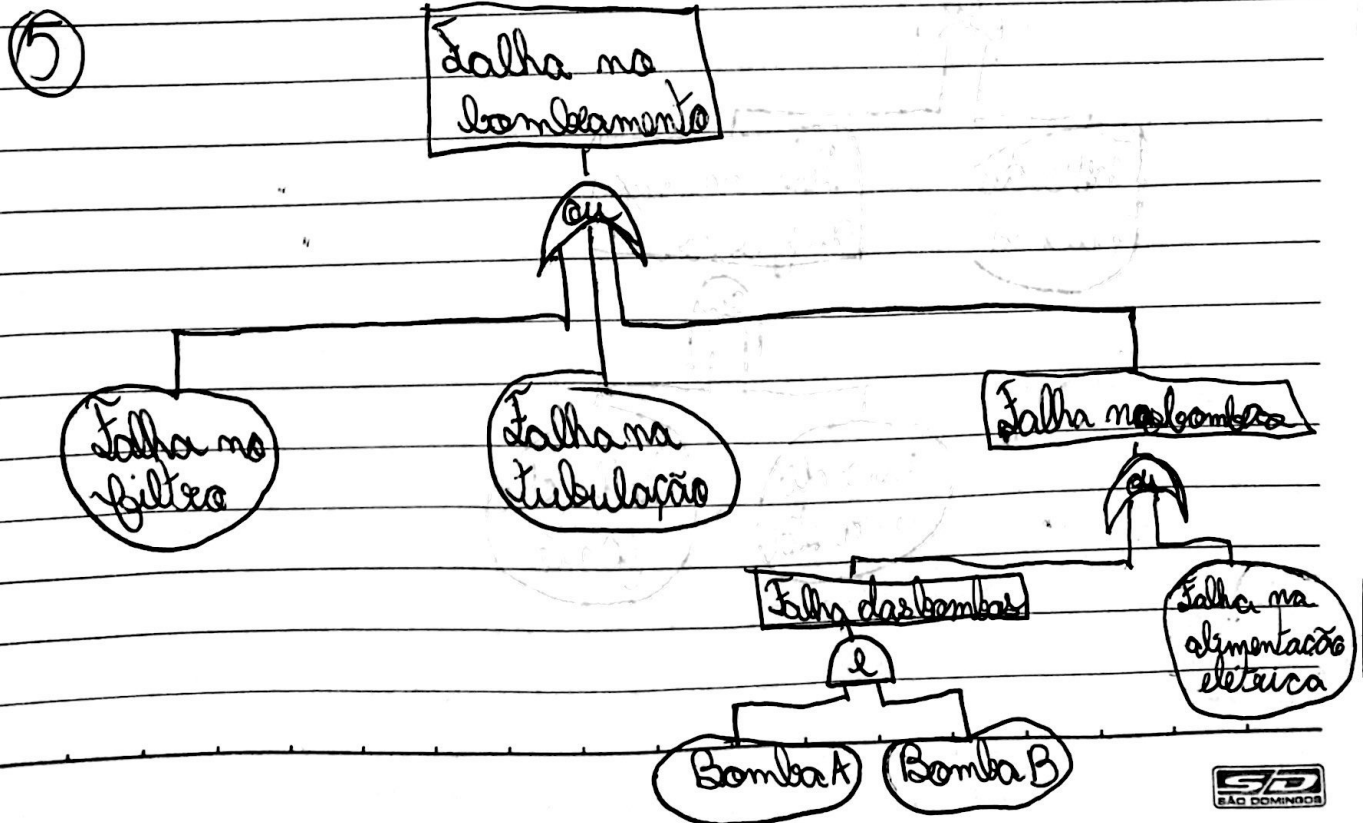 5
Falha no
bombeamento
ou
Falha no
filtro
Falha na
tubulação
Falha nas bombas
ou
Falha das bombas
Falha na
alimentação
elétrica
e
Bomba A
Bomba B
SD
SÃO DOMINGOS